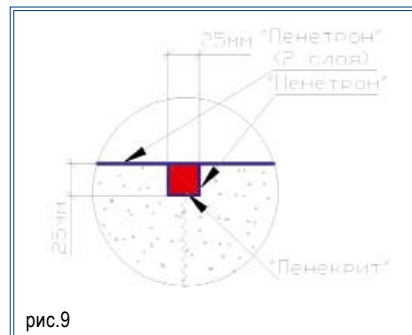 25мм "Пенетрон"
(2 слоя)
"Пенетрон"
25мм
"Пенекрит"
рис.9